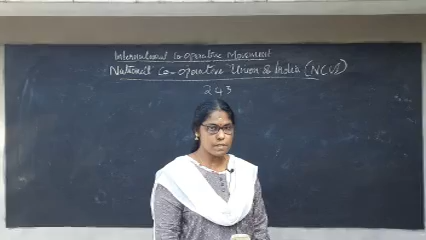 International Co-operative Movement
National Co-operative Union of India (NCUI)
243